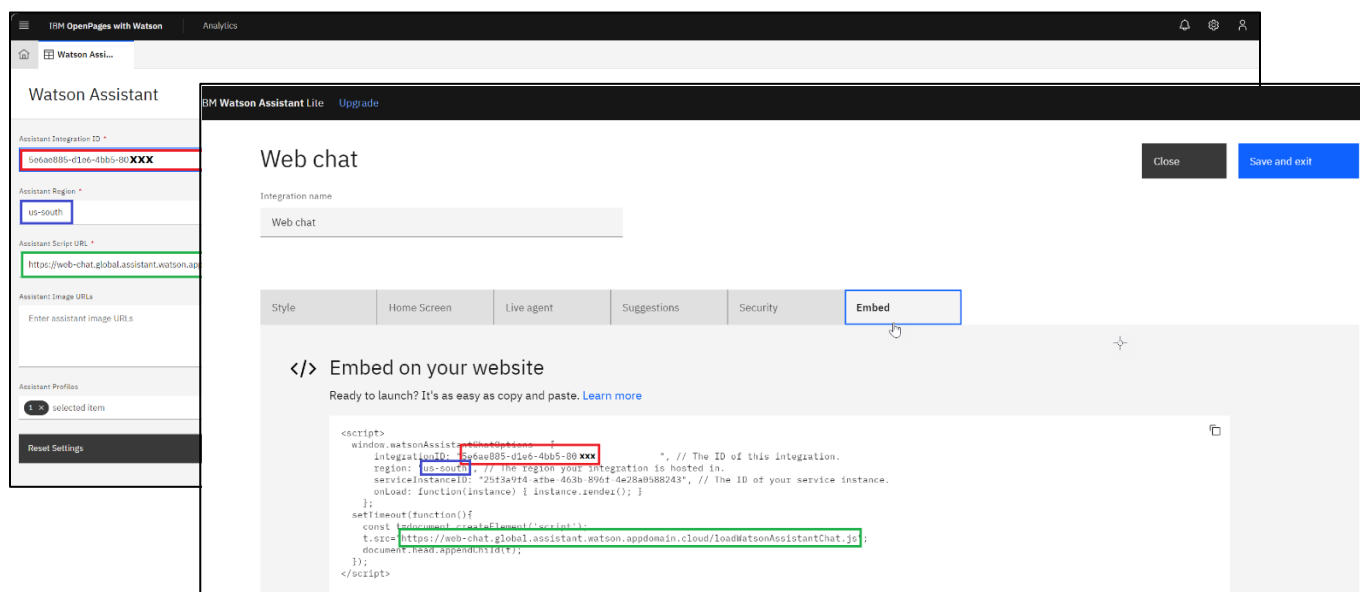 IBM OpenPages with Watson
Analytics
Watson Assi...
Watson Assistant
Assistant Integration ID *
5e6ae885-d1e6-4bb5-80XXX
Assistant Region *
us-south
Assistant Script URL *
https://web-chat.global.assistant.watson.app
Assistant Image URLs
Enter assistant image URLs
Assistant Profiles
1 × selected item
Reset Settings
BM Watson Assistant Lite Upgrade
Web chat
Close
Save and exit
Integration name
Web chat
Style
Home Screen
Live agent
Suggestions
Security
Embed
</> Embed on your website
Ready to launch? It's as easy as copy and paste. Learn more
<script>
window.watsonAssistantChatOptions = {
integrationID: "5e6ae885-d1e6-4bb5-80 xxx ", // The ID of this integration.
region: "us-south", // The region your integration is hosted in.
serviceInstanceID: "25f3a9f4-afbe-463b-896f-4e28a0588243", // The ID of your service instance.
onLoad: function(instance) { instance.render(); }
};
setTimeout(function(){
const t=document.createElement('script');
t.src="https://web-chat.global.assistant.watson.appdomain.cloud/loadWatsonAssistantChat.js";
document.head.appendChild(t);
});
</script>